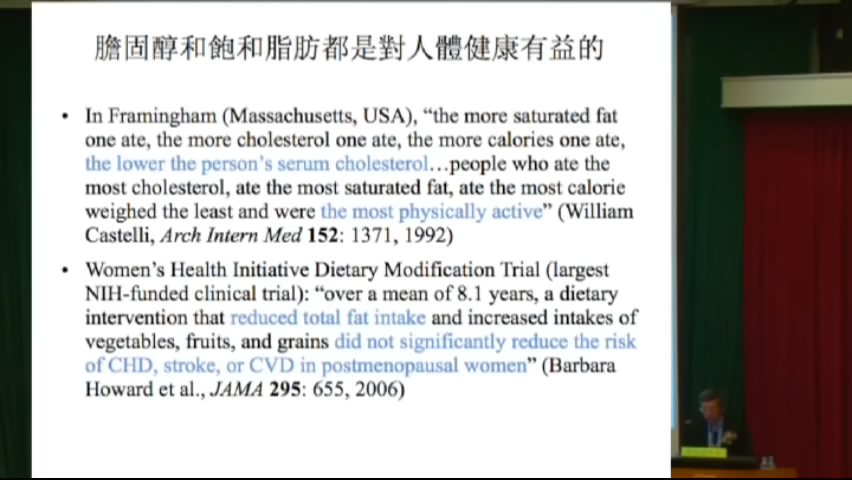 膽固醇和飽和脂肪都是對人體健康有益的
• In Framingham (Massachusetts, USA), “the more saturated fat
one ate, the more cholesterol one ate, the more calories one ate,
the lower the person’s serum cholesterol…people who ate the
most cholesterol, ate the most saturated fat, ate the most calorie
weighed the least and were the most physically active” (William
Castelli, Arch Intern Med 152: 1371, 1992)
• Women’s Health Initiative Dietary Modification Trial (largest
NIH-funded clinical trial): “over a mean of 8.1 years, a dietary
intervention that reduced total fat intake and increased intakes of
vegetables, fruits, and grains did not significantly reduce the risk
of CHD, stroke, or CVD in postmenopausal women” (Barbara
Howard et al., JAMA 295: 655, 2006)